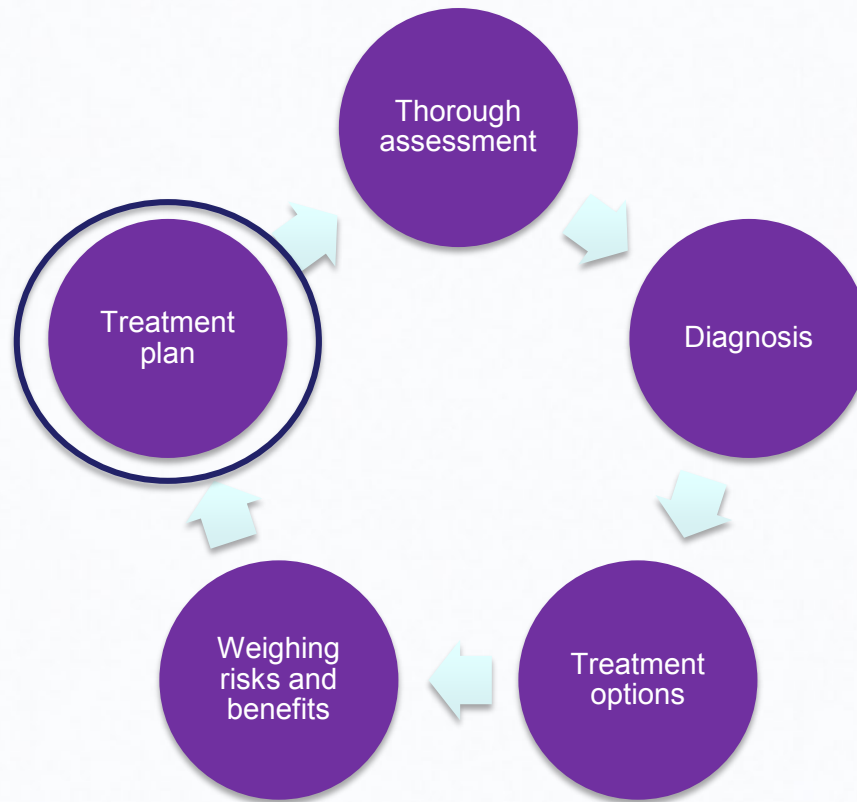 Thorough
assessment
Diagnosis
Treatment
options
Weighing
risks and
benefits
Treatment
plan